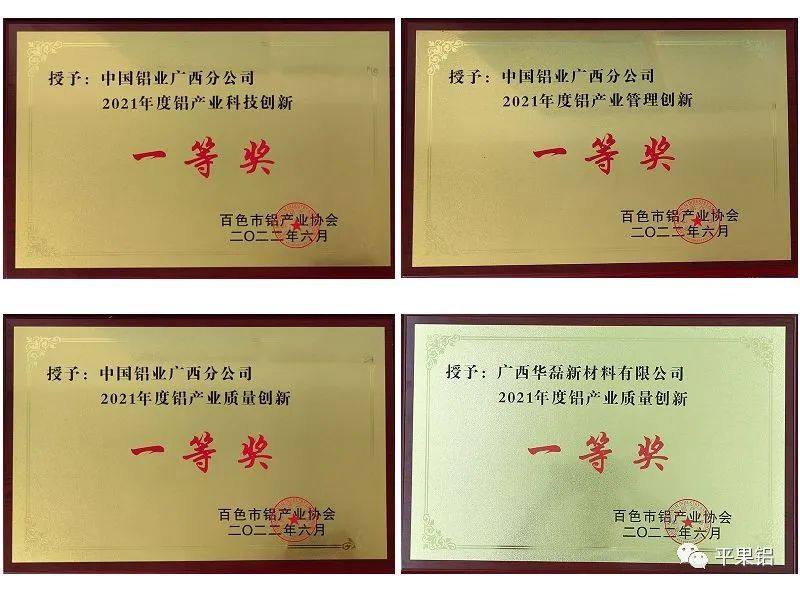 授予：中国铝业广西分公司
2021年度铝产业科技创新
一等奖
百色市铝产业协会
二〇二二年六月
授予：中国铝业广西分公司
2021年度铝产业管理创新
一等奖
百色市铝产业协会
二〇二二年六月
授予：中国铝业广西分公司
2021年度铝产业质量创新
一等奖
百色市铝产业协会
二〇二二年六月
授予：广西华磊新材料有限公司
2021年度铝产业质量创新
一等奖
百色市铝产业协会
二〇二二年六月
平果铝